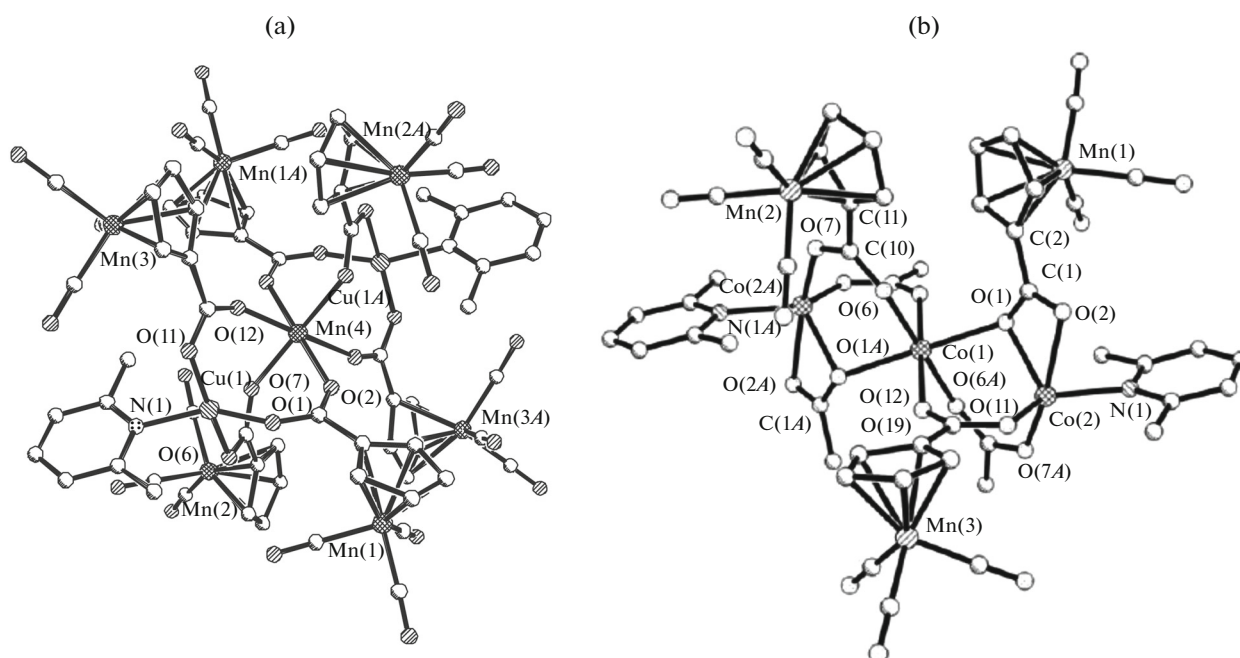 (a)
(b)
Mn(2A)
Mn(1A)
Mn(3)
Cu(1A)
O(12)
Mn(4)
O(11)
O(7)
O(2)
Cu(1)
O(1)
N(1)
Mn(3A)
O(6)
Mn(2)
Mn(1)
Mn(1)
Mn(2)
O(7)
C(11)
C(2)
C(10)
C(1)
Co(2A)
O(1)
O(2)
N(1A)
O(6)
O(1A)
Co(1)
O(2A)
O(12)
O(6A)
O(11)
Co(2)
N(1)
C(1A)
O(19)
O(7A)
Mn(3)